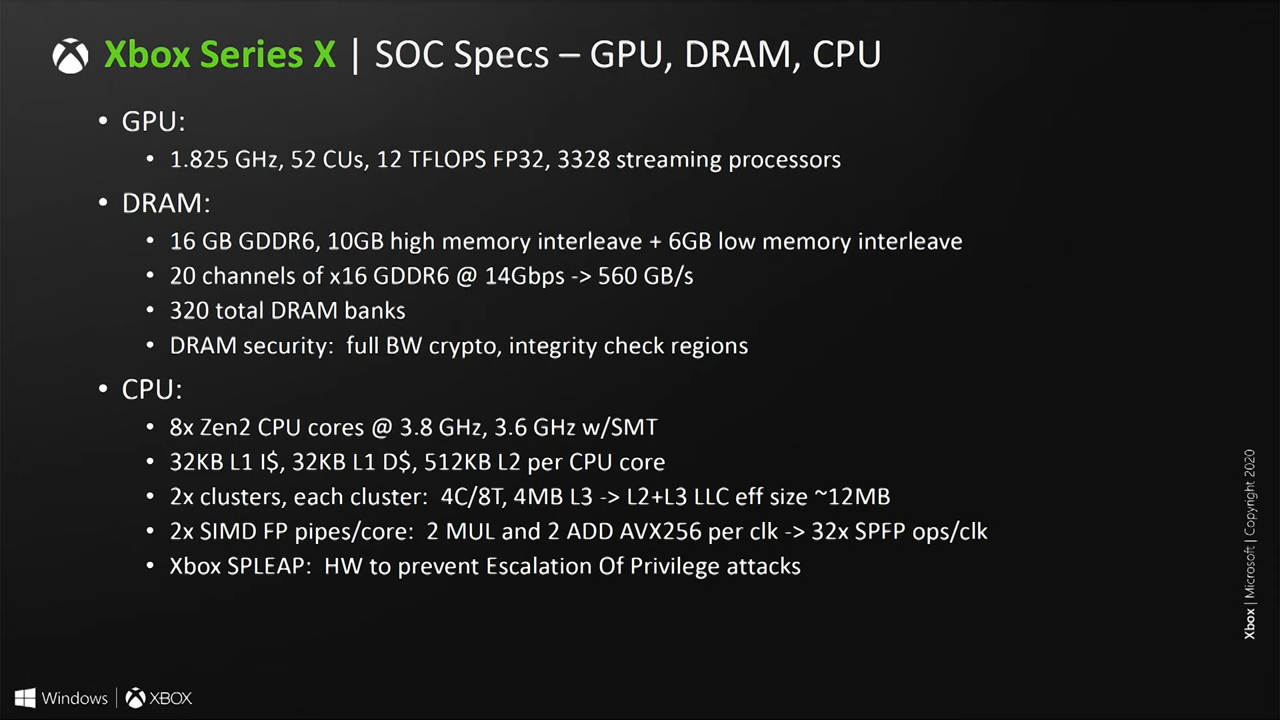 Xbox Series X | SOC Specs – GPU, DRAM, CPU
• GPU:
• 1.825 GHz, 52 CUs, 12 TFLOPS FP32, 3328 streaming processors
• DRAM:
• 16 GB GDDR6, 10GB high memory interleave + 6GB low memory interleave
• 20 channels of x16 GDDR6 @ 14Gbps -> 560 GB/s
• 320 total DRAM banks
• DRAM security:  full BW crypto, integrity check regions
• CPU:
• 8x Zen2 CPU cores @ 3.8 GHz, 3.6 GHz w/SMT
• 32KB L1 I$, 32KB L1 D$, 512KB L2 per CPU core
• 2x clusters, each cluster:  4C/8T, 4MB L3 -> L2+L3 LLC eff size ~12MB
• 2x SIMD FP pipes/core:  2 MUL and 2 ADD AVX256 per clk -> 32x SPFP ops/clk
• Xbox SPLEAP:  HW to prevent Escalation Of Privilege attacks
Xbox | Microsoft | Copyright 2020
Windows | XBOX